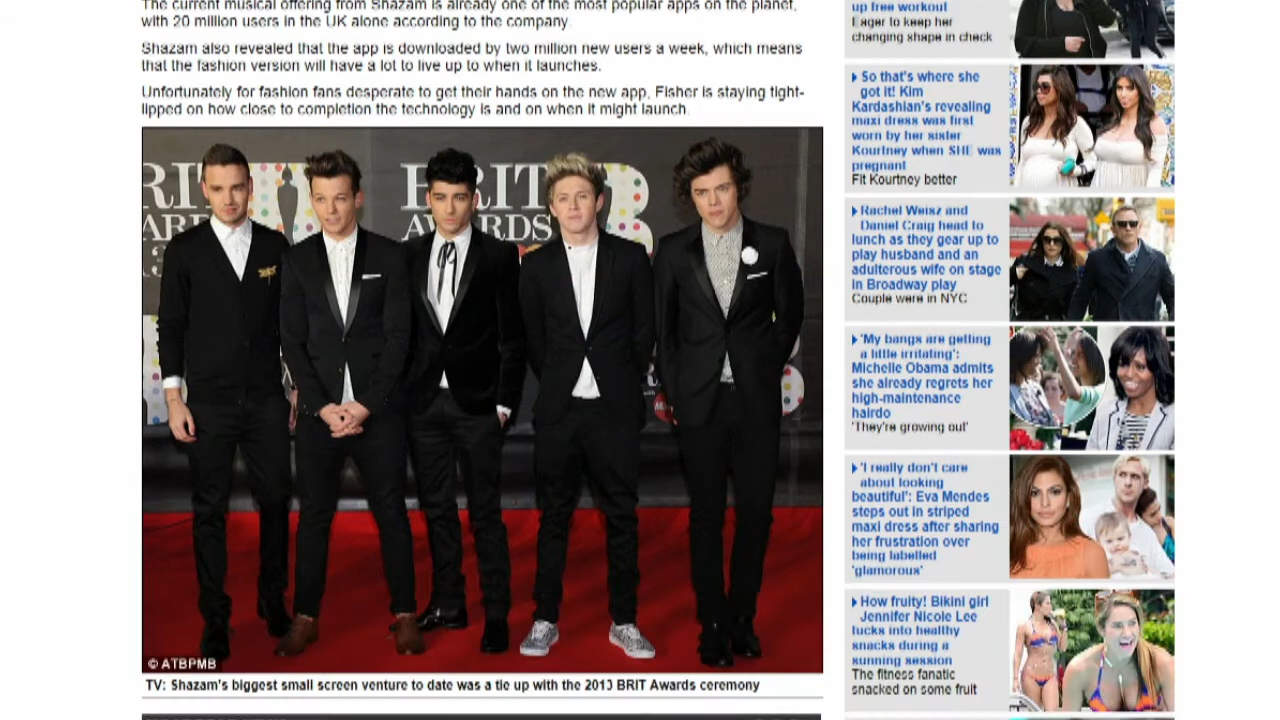 The current musical offering from Shazam is already one of the most popular apps on the planet,
with 20 million users in the UK alone according to the company.
Shazam also revealed that the app is downloaded by two million new users a week, which means
that the fashion version will have a lot to live up to when it launches.
Unfortunately for fashion fans desperate to get their hands on the new app, Fisher is staying tight-
lipped on how close to completion the technology is and on when it might launch.
BRIT
AWARDS
© ATBPMB
TV: Shazam's biggest small screen venture to date was a tie up with the 2013 BRIT Awards ceremony
up free workout
Eager to keep her
changing shape in check
So that's where she
got it! Kim
Kardashian's revealing
maxi dress was first
worn by her sister
Kourtney when SHE was
pregnant
Fit Kourtney better
Rachel Weisz and
Daniel Craig head to
lunch as they gear up to
play husband and an
adulterous wife on stage
in Broadway play
Couple were in NYC
'My bangs are getting
a little irritating':
Michelle Obama admits
she already regrets her
high-maintenance
hairdo
'They're growing out'
'I really don't care
about looking
beautiful': Eva Mendes
steps out in striped
maxi dress after sharing
her frustration over
being labelled
'glamorous'
How fruity! Bikini girl
Jennifer Nicole Lee
tucks into healthy
snacks during a
sunning session
The fitness fanatic
snacked on some fruit